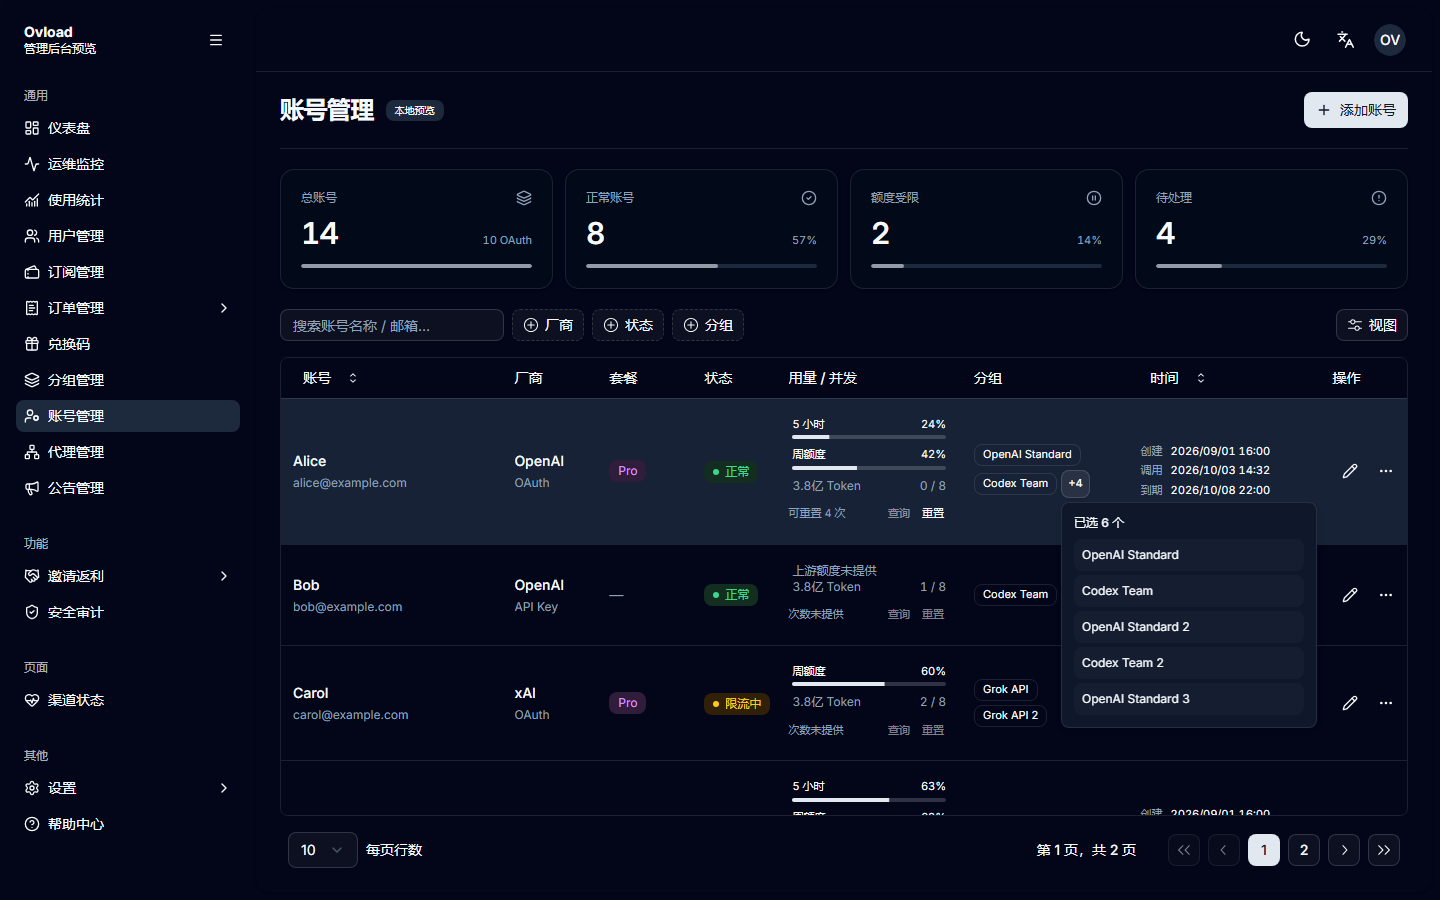 Ovload
管理后台预览
OV
通用
仪表盘
运维监控
使用统计
用户管理
订阅管理
订单管理
兑换码
分组管理
账号管理
代理管理
公告管理
功能
邀请返利
安全审计
页面
渠道状态
其他
设置
帮助中心
账号管理 本地预览
添加账号
总账号
14 10 OAuth
正常账号
8 57%
额度受限
2 14%
待处理
4 29%
搜索账号名称 / 邮箱... 厂商 状态 分组 视图
账号 厂商 套餐 状态 用量 / 并发 分组 时间 操作
Alice
alice@example.com
OpenAI
OAuth
Pro
正常
5 小时 24%
周额度 42%
3.8亿 Token 0 / 8
可重置 4 次 查询 重置
OpenAI Standard
Codex Team +4
创建 2026/09/01 16:00
调用 2026/10/03 14:32
到期 2026/10/08 22:00
已选 6 个
OpenAI Standard
Codex Team
OpenAI Standard 2
Codex Team 2
OpenAI Standard 3
Bob
bob@example.com
OpenAI
API Key
—
正常
上游额度未提供
3.8亿 Token 1 / 8
次数未提供 查询 重置
Codex Team
Carol
carol@example.com
xAI
OAuth
Pro
限流中
周额度 60%
3.8亿 Token 2 / 8
次数未提供 查询 重置
Grok API
Grok API 2
5 小时 63%
周额度
创建 2026/09/01 16:00
10 每页行数
第 1 页，共 2 页
1 2